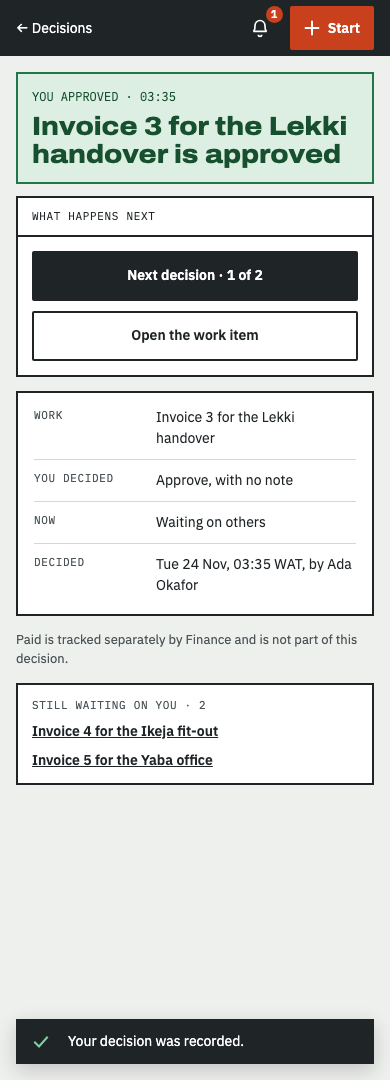 ← Decisions
1
+ Start
YOU APPROVED · 03:35
Invoice 3 for the Lekki
handover is approved
WHAT HAPPENS NEXT
Next decision · 1 of 2
Open the work item
WORK
Invoice 3 for the Lekki
handover
YOU DECIDED
Approve, with no note
NOW
Waiting on others
DECIDED
Tue 24 Nov, 03:35 WAT, by Ada
Okafor
Paid is tracked separately by Finance and is not part of this
decision.
STILL WAITING ON YOU · 2
Invoice 4 for the Ikeja fit-out
Invoice 5 for the Yaba office
Your decision was recorded.